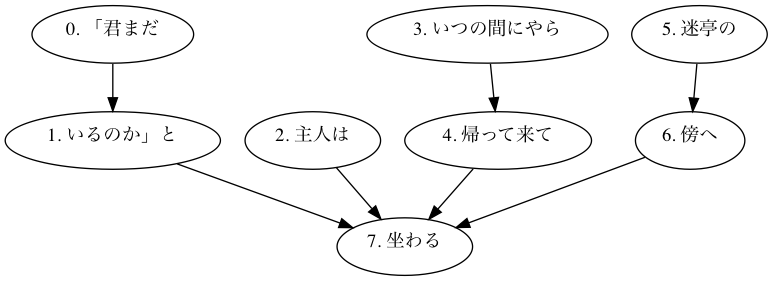 0. 「君まだ
3. いつの間にやら
5. 迷亭の
1. いるのか」と
2. 主人は
4. 帰って来て
6. 傍へ
7. 坐わる